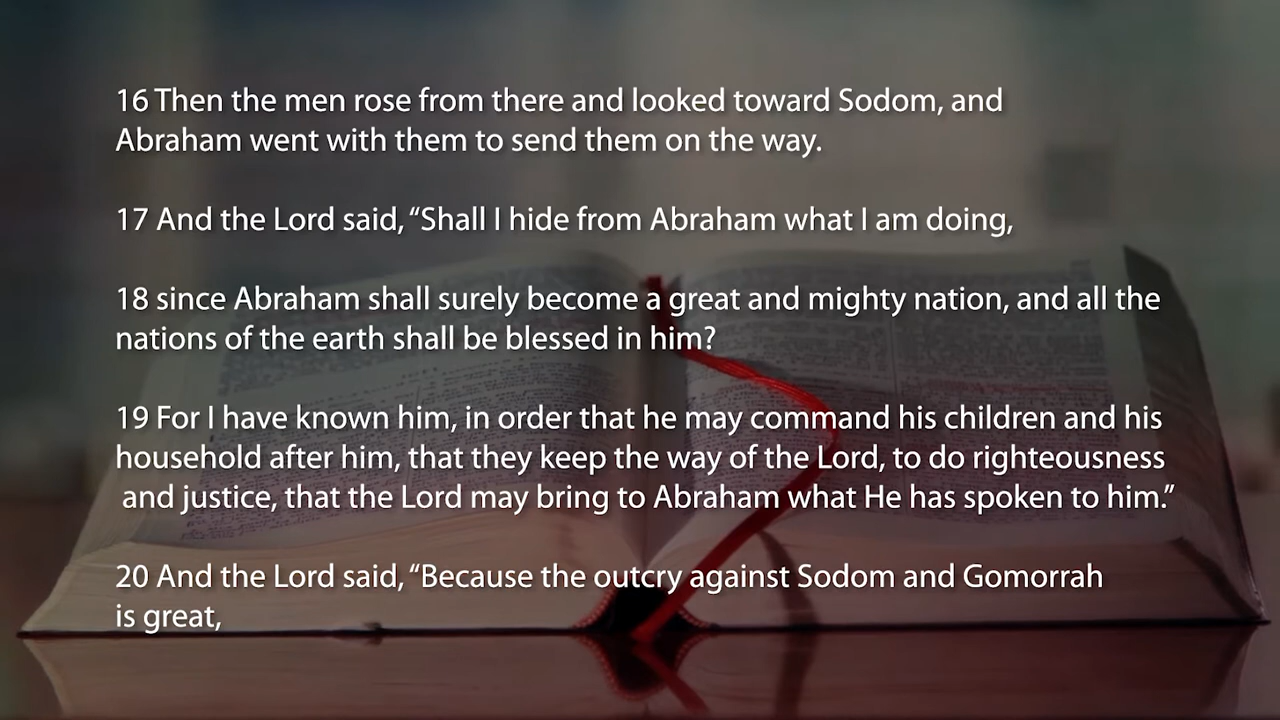 16 Then the men rose from there and looked toward Sodom, and
Abraham went with them to send them on the way.
17 And the Lord said, “Shall I hide from Abraham what I am doing,
18 since Abraham shall surely become a great and mighty nation, and all the
nations of the earth shall be blessed in him?
19 For I have known him, in order that he may command his children and his
household after him, that they keep the way of the Lord, to do righteousness
and justice, that the Lord may bring to Abraham what He has spoken to him.”
20 And the Lord said, “Because the outcry against Sodom and Gomorrah
is great,